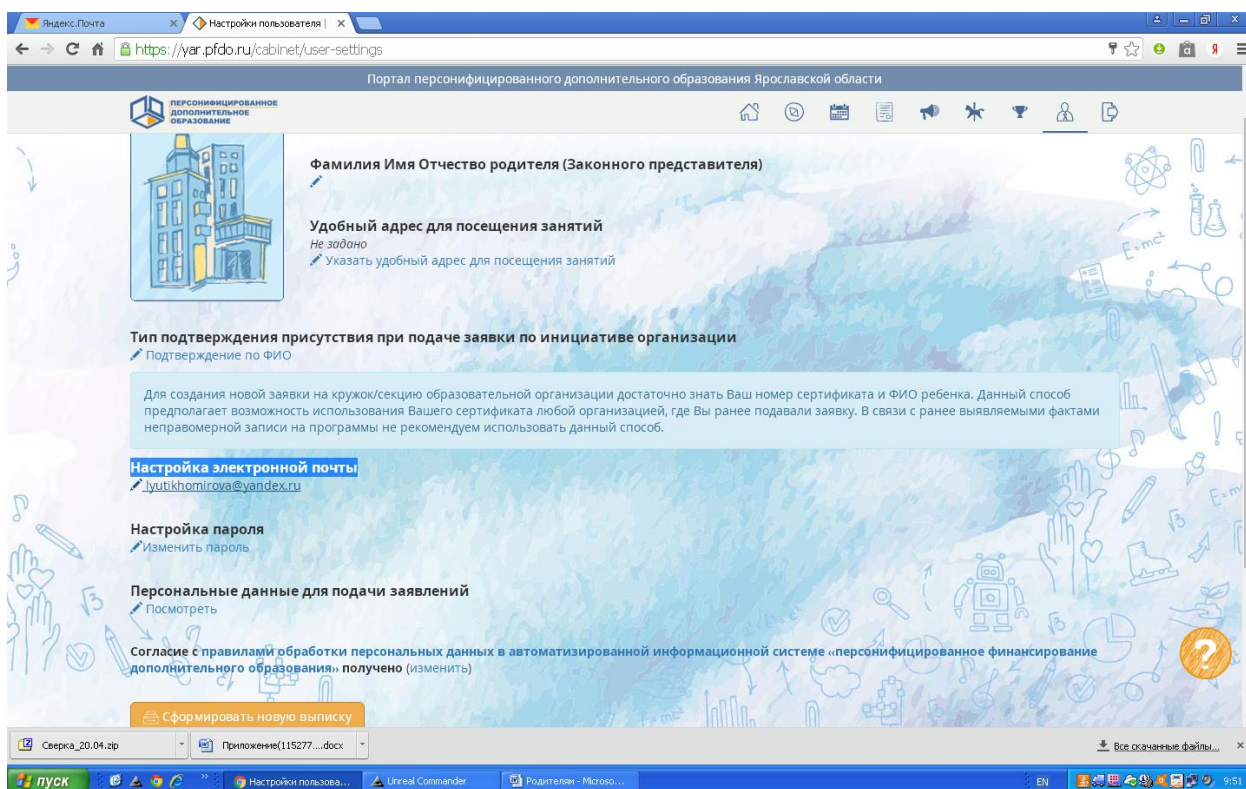 Яндекс.Почта
Настройки пользователя |
https://yar.pfdo.ru/cabinet/user-settings
Портал персонифицированного дополнительного образования Ярославской области
ПЕРСОНИФИЦИРОВАННОЕ
ДОПОЛНИТЕЛЬНОЕ
ОБРАЗОВАНИЕ
Фамилия Имя Отчество родителя (Законного представителя)
Удобный адрес для посещения занятий
Не задано
Указать удобный адрес для посещения занятий
Тип подтверждения присутствия при подаче заявки по инициативе организации
Подтверждение по ФИО
Для создания новой заявки на кружок/секцию образовательной организации достаточно знать Ваш номер сертификата и ФИО ребенка. Данный способ
предполагает возможность использования Вашего сертификата любой организацией, где Вы ранее подавали заявку. В связи с ранее выявляемыми фактами
неправомерной записи на программы не рекомендуем использовать данный способ.
Настройка электронной почты
lyutikhomirova@yandex.ru
Настройка пароля
Изменить пароль
Персональные данные для подачи заявлений
Посмотреть
Согласие с правилами обработки персональных данных в автоматизированной информационной системе «персонифицированное финансирование
дополнительного образования» получено (изменить)
Сформировать новую выписку
?
E=mc²
√3
Сверка_20.04.zip
Приложение(115277....docx
Все скачанные файлы...
пуск
Настройки пользова...
Unreal Commander
Родителям - Microso...
EN
9:51